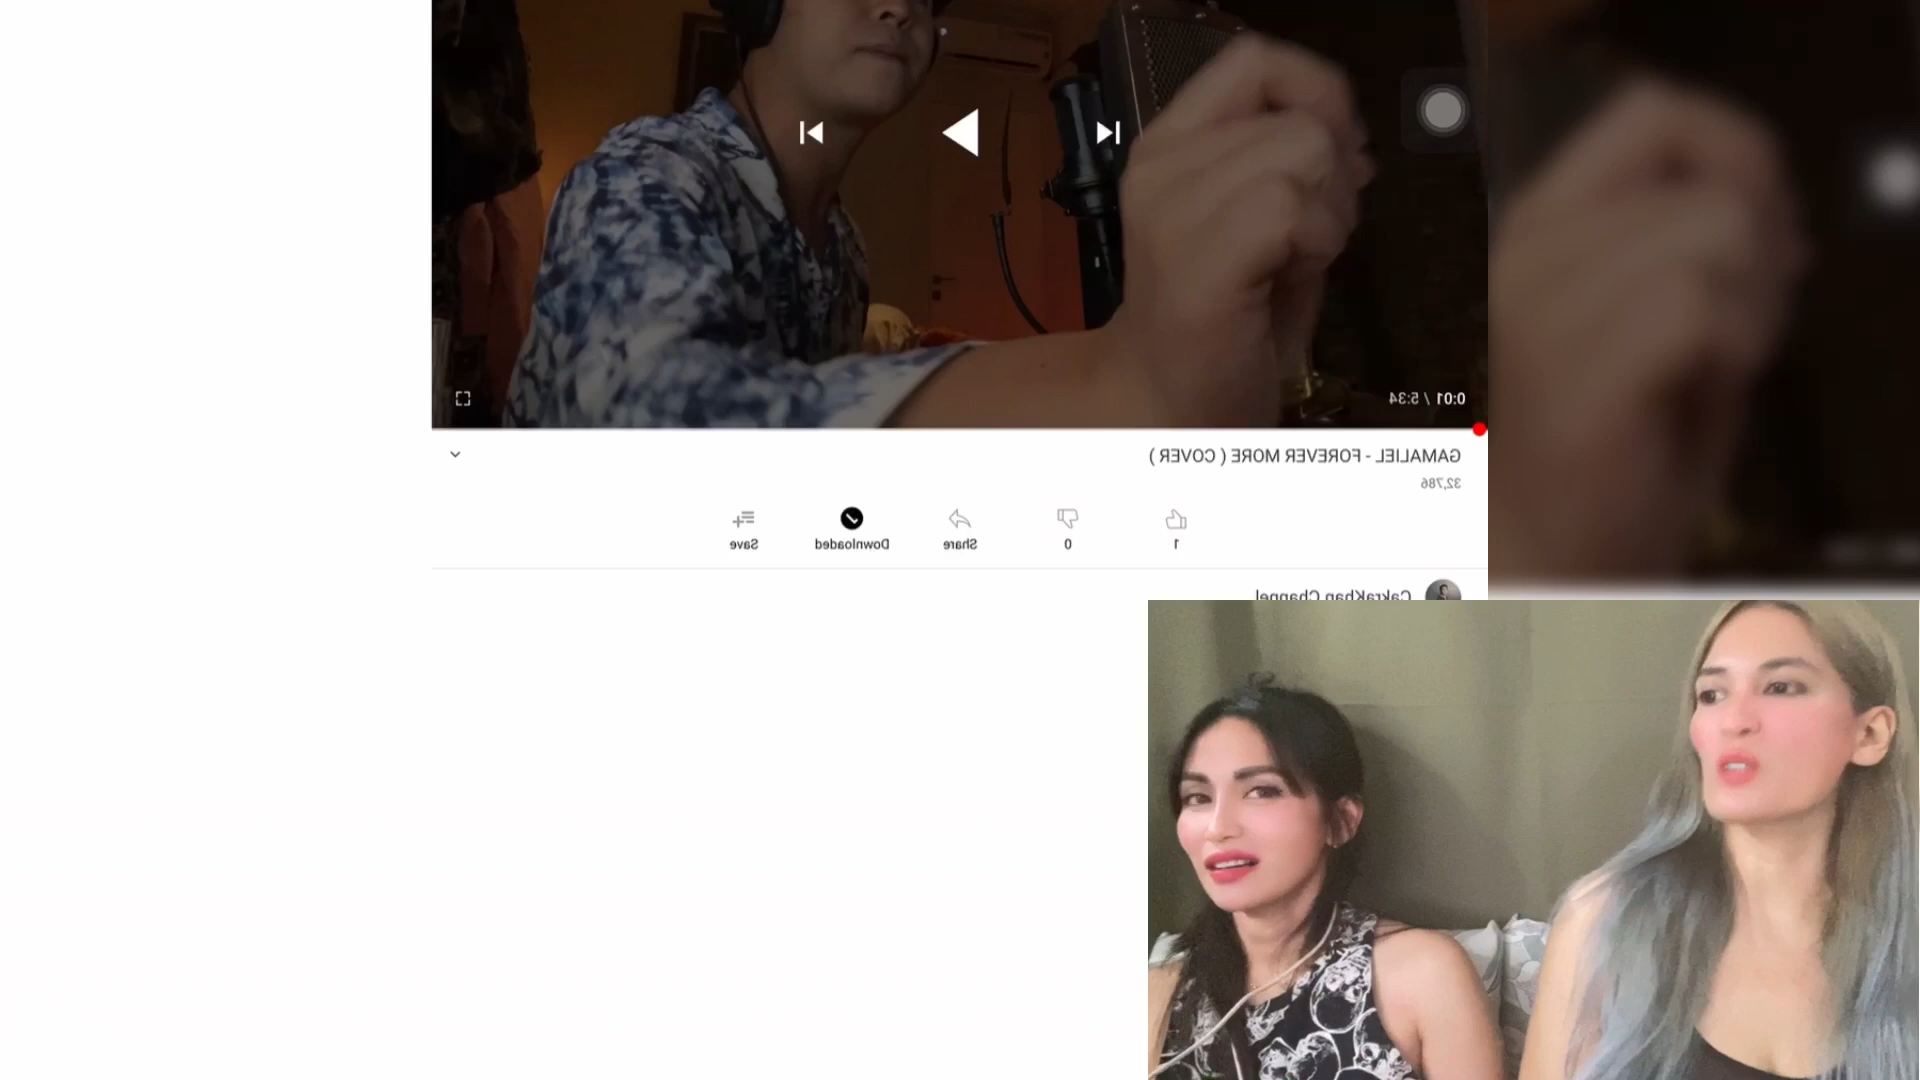 0:01 / 5:34
GAMALIEL - FOREVER MORE ( COVER )
32,786
1
0
Share
Downloaded
Save
CakraKhan Channel